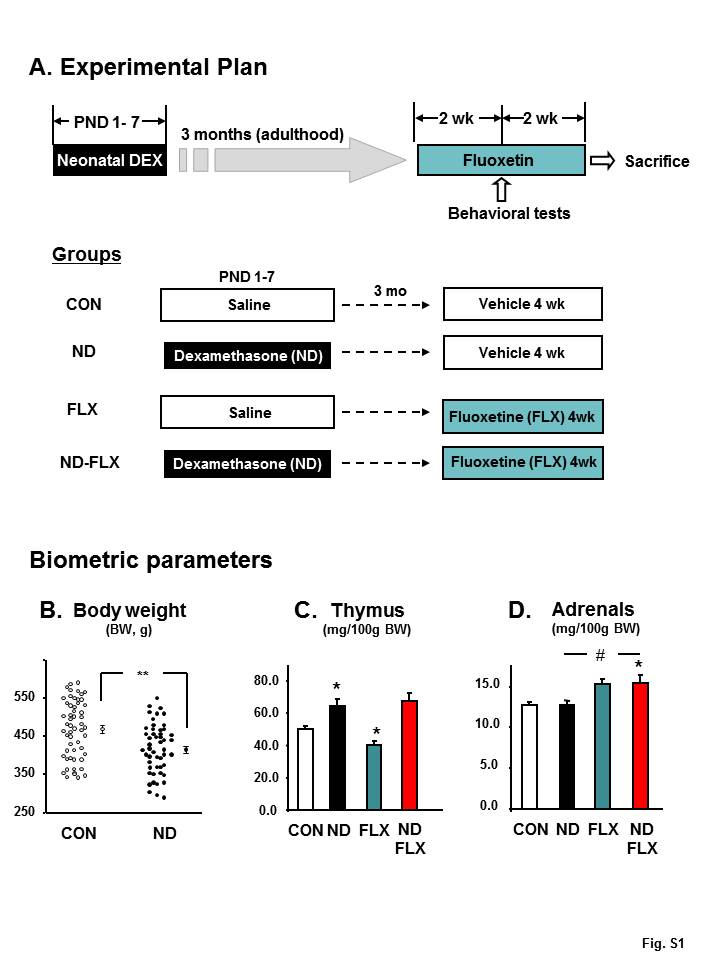 A. Experimental Plan
PND 1- 7
2 wk 2 wk
3 months (adulthood)
Neonatal DEX
Fluoxetin
Sacrifice
Behavioral tests
Groups
PND 1-7
CON
Saline
3 mo
Vehicle 4 wk
ND
Dexamethasone (ND)
Vehicle 4 wk
FLX
Saline
Fluoxetine (FLX) 4wk
ND-FLX
Dexamethasone (ND)
Fluoxetine (FLX) 4wk
Biometric parameters
B. Body weight
(BW, g)
**
550
450
350
250
CON ND
C. Thymus
(mg/100g BW)
80.0
60.0
40.0
20.0
0.0
*
*
CON ND FLX ND
FLX
D. Adrenals
(mg/100g BW)
#
*
15.0
10.0
5.0
0.0
CON ND FLX ND
FLX
Fig. S1